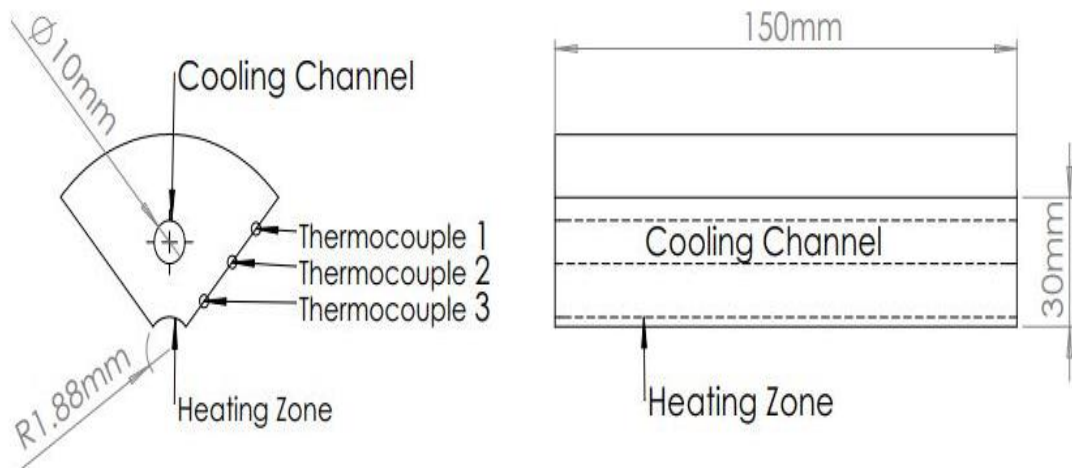 Ø10mm
Cooling Channel
Thermocouple 1
Thermocouple 2
Thermocouple 3
R1.88mm
Heating Zone
150mm
Cooling Channel
30mm
Heating Zone